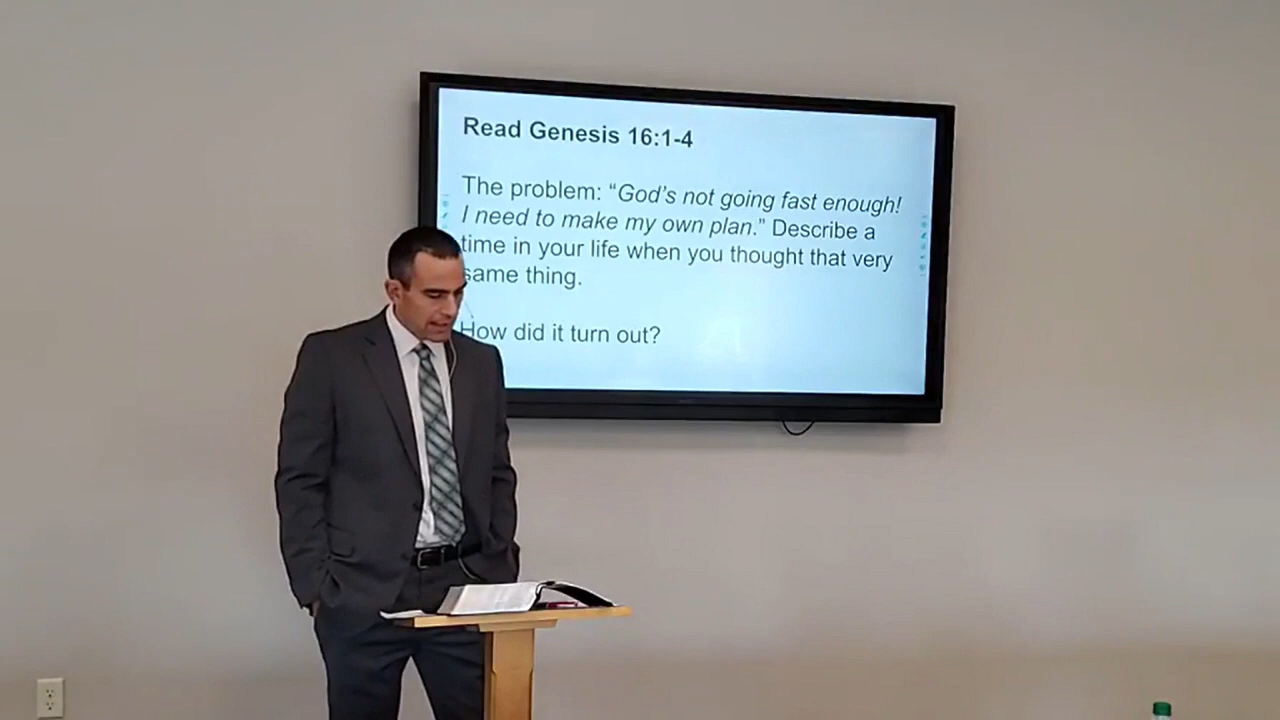 Read Genesis 16:1-4
The problem: “God’s not going fast enough!
I need to make my own plan.” Describe a
time in your life when you thought that very
same thing.
How did it turn out?